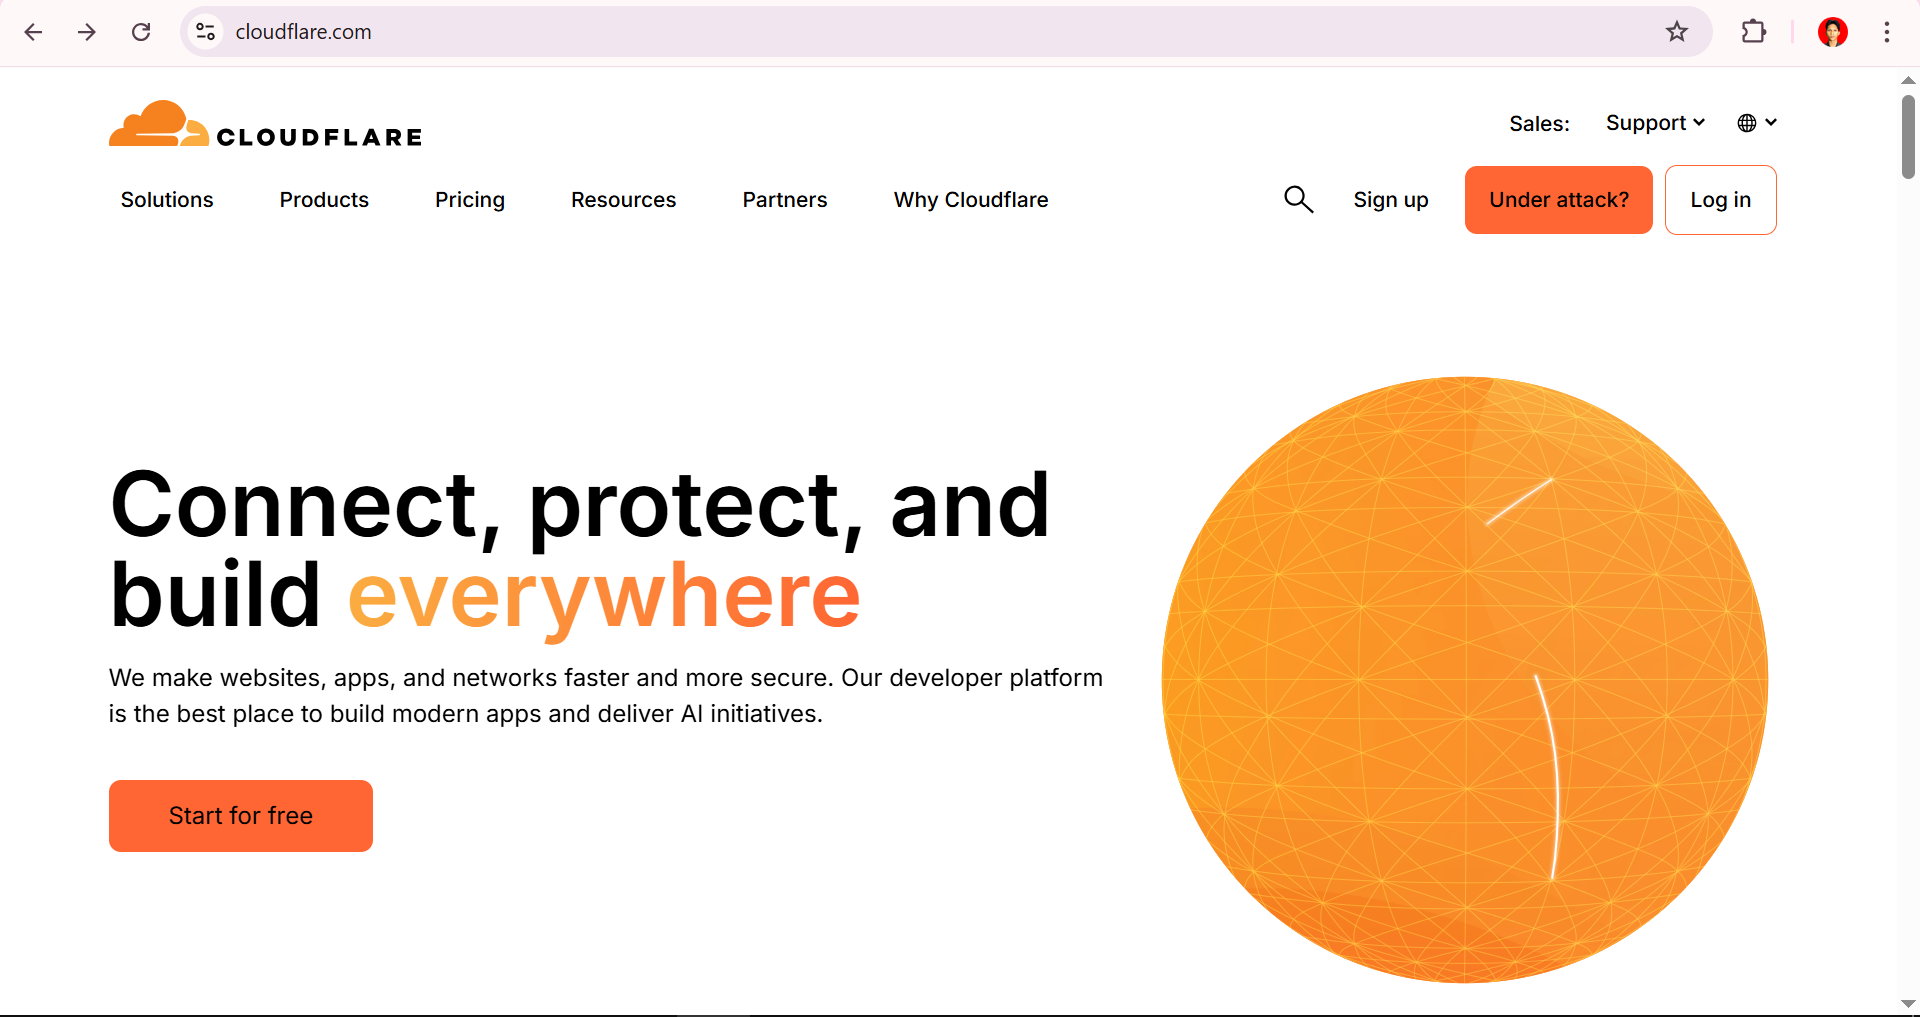 cloudflare.com
CLOUDFLARE
Sales:
Support
Solutions
Products
Pricing
Resources
Partners
Why Cloudflare
Sign up
Under attack?
Log in
Connect, protect, and
build everywhere
We make websites, apps, and networks faster and more secure. Our developer platform
is the best place to build modern apps and deliver AI initiatives.
Start for free